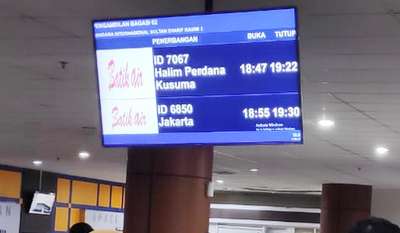 PENGAMBILAN BAGASI 02
BANDARA INTERNASIONAL SULTAN SYARIF KASIM II
PENERBANGAN BUKA TUTUP
Batik air ID 7067 Halim Perdana Kusuma 18:47 19:22
Batik air ID 6850 Jakarta 18:55 19:30